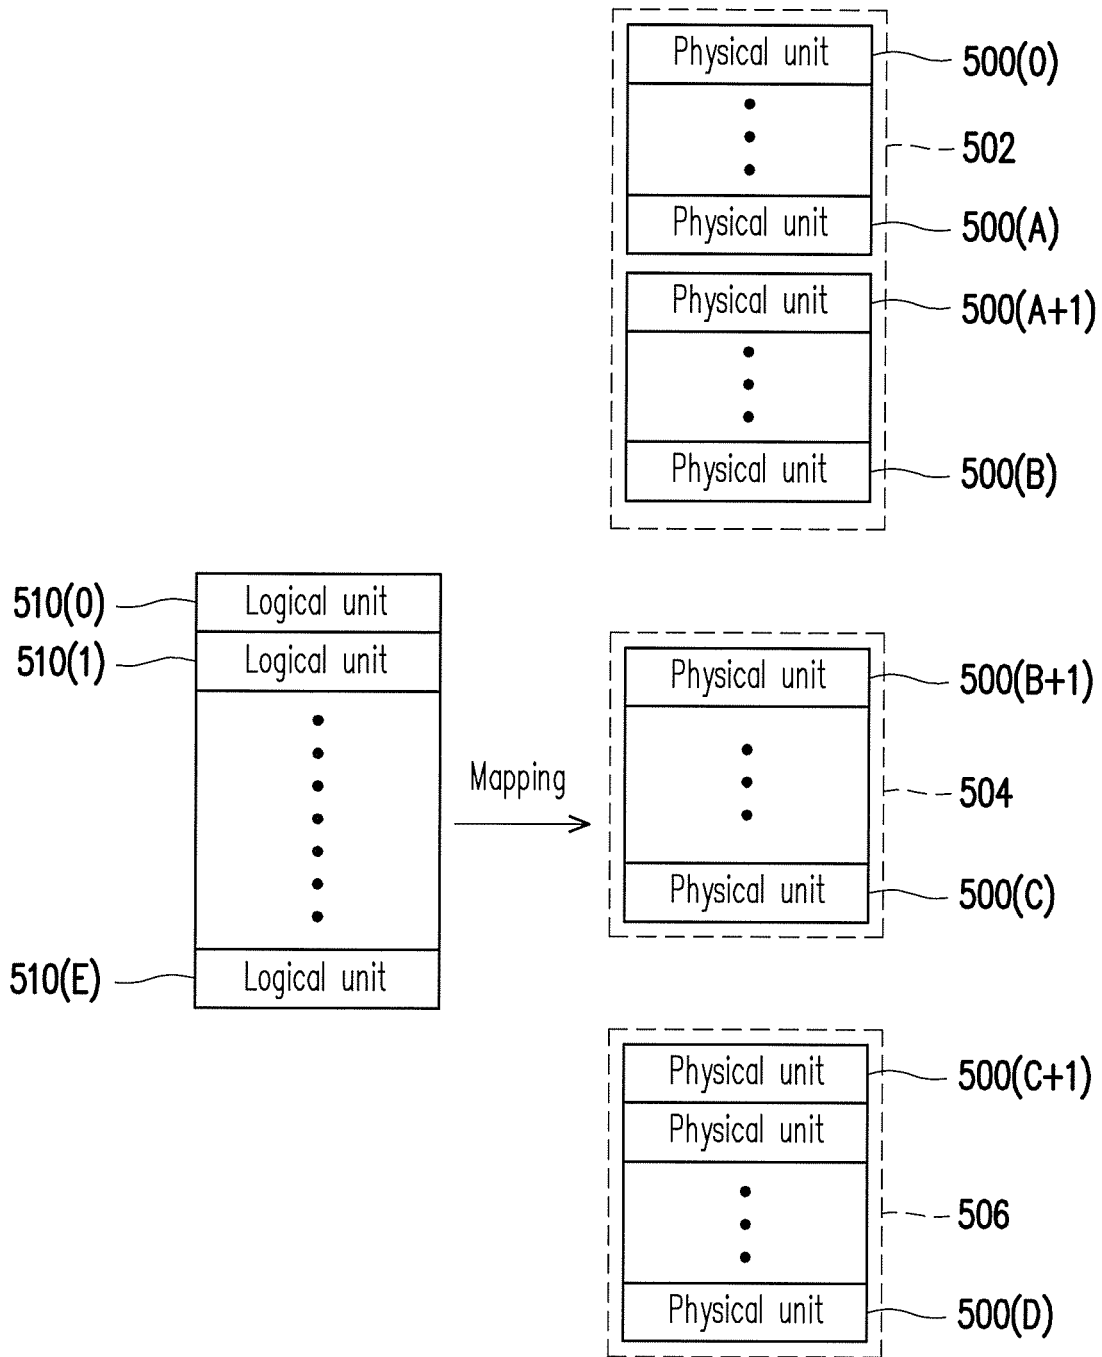 Physical unit 500(0)
502
Physical unit 500(A)
Physical unit 500(A+1)
Physical unit 500(B)
510(0) Logical unit
510(1) Logical unit
510(E) Logical unit
Mapping
Physical unit 500(B+1)
504
Physical unit 500(C)
Physical unit 500(C+1)
Physical unit
506
Physical unit 500(D)